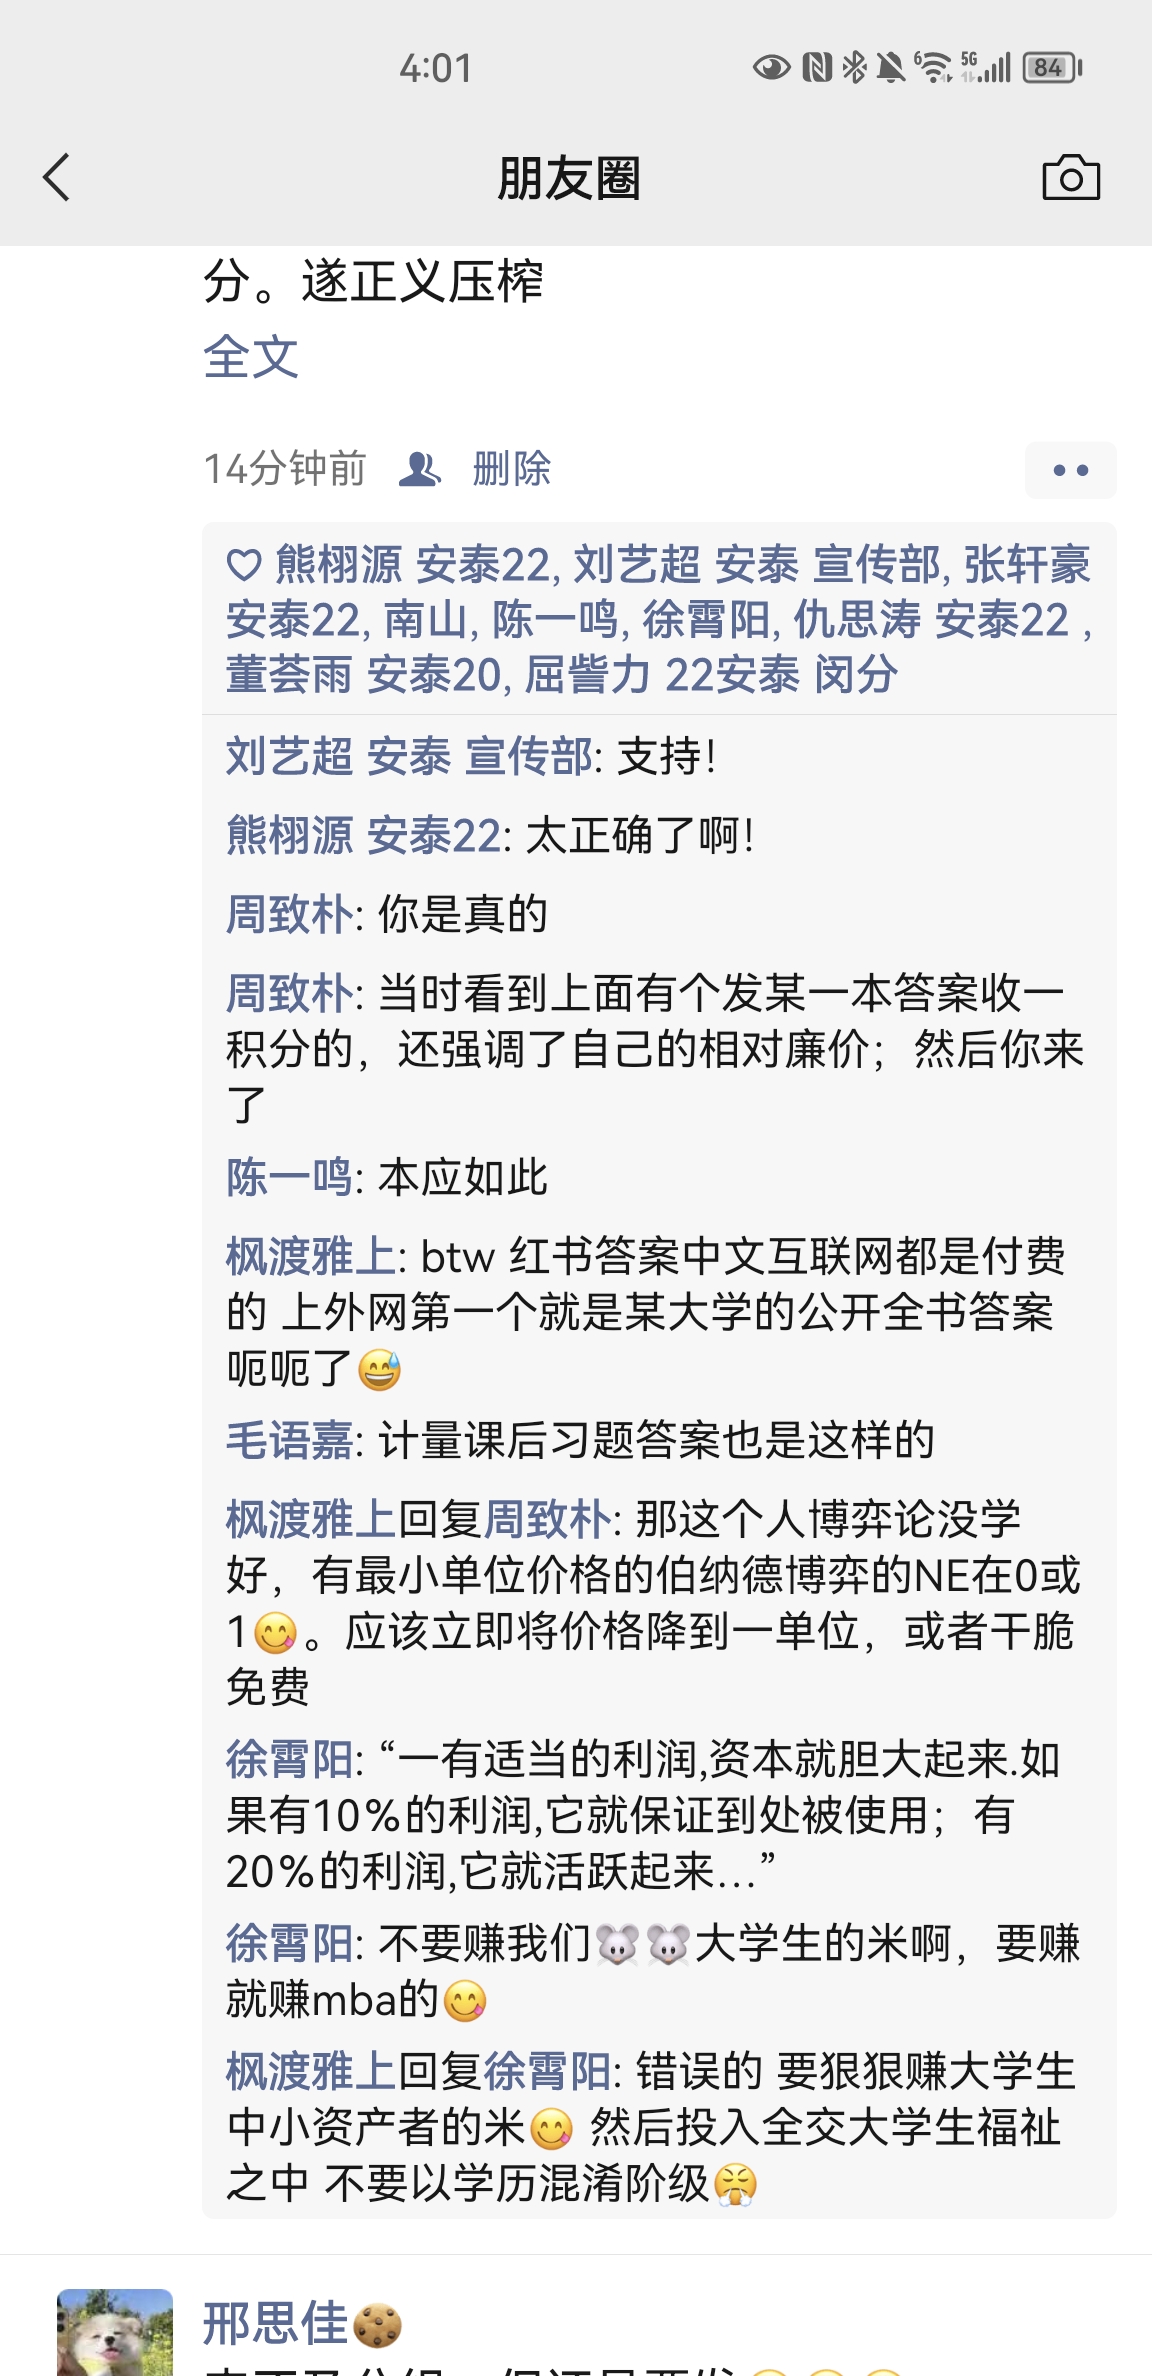 4:01
6 5G 84
朋友圈
分。遂正义压榨
全文
14分钟前 删除
熊栩源 安泰22, 刘艺超 安泰 宣传部, 张轩豪
安泰22, 南山, 陈一鸣, 徐霄阳, 仇思涛 安泰22 ,
董荟雨 安泰20, 屈訾力 22安泰 闵分
刘艺超 安泰 宣传部: 支持!
熊栩源 安泰22: 太正确了啊!
周致朴: 你是真的
周致朴: 当时看到上面有个发某一本答案收一
积分的，还强调了自己的相对廉价；然后你来
了
陈一鸣: 本应如此
枫渡雅上: btw 红书答案中文互联网都是付费
的 上外网第一个就是某大学的公开全书答案
呃呃了😅
毛语嘉: 计量课后习题答案也是这样的
枫渡雅上回复周致朴: 那这个人博弈论没学
好，有最小单位价格的伯纳德博弈的NE在0或
1😋。应该立即将价格降到一单位，或者干脆
免费
徐霄阳: “一有适当的利润,资本就胆大起来.如
果有10%的利润,它就保证到处被使用；有
20%的利润,它就活跃起来...”
徐霄阳: 不要赚我们🐭🐭大学生的米啊，要赚
就赚mba的😋
枫渡雅上回复徐霄阳: 错误的 要狠狠赚大学生
中小资产者的米😋 然后投入全交大学生福祉
之中 不要以学历混淆阶级😤
邢思佳🍪